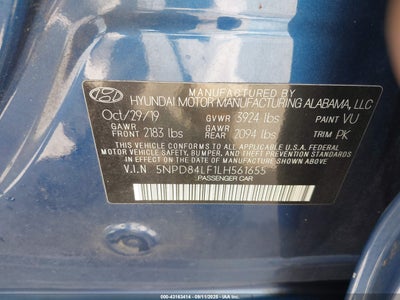 MANUFACTURED BY
HYUNDAI MOTOR MANUFACTURING ALABAMA, LLC
Oct/29/19 GVWR 3924 lbs PAINT VU
GAWR FRONT 2183 lbs GAWR REAR 2094 lbs TRIM PK
THIS VEHICLE CONFORMS TO ALL APPLICABLE U.S. FEDERAL MOTOR
VEHICLE SAFETY, BUMPER, AND THEFT PREVENTION STANDARDS
IN EFFECT ON THE DATE OF MANUFACTURE SHOWN ABOVE.
V.I.N 5NPD84LF1LH561655
PASSENGER CAR
000-43163414 - 09/11/2025 - IAA Inc.